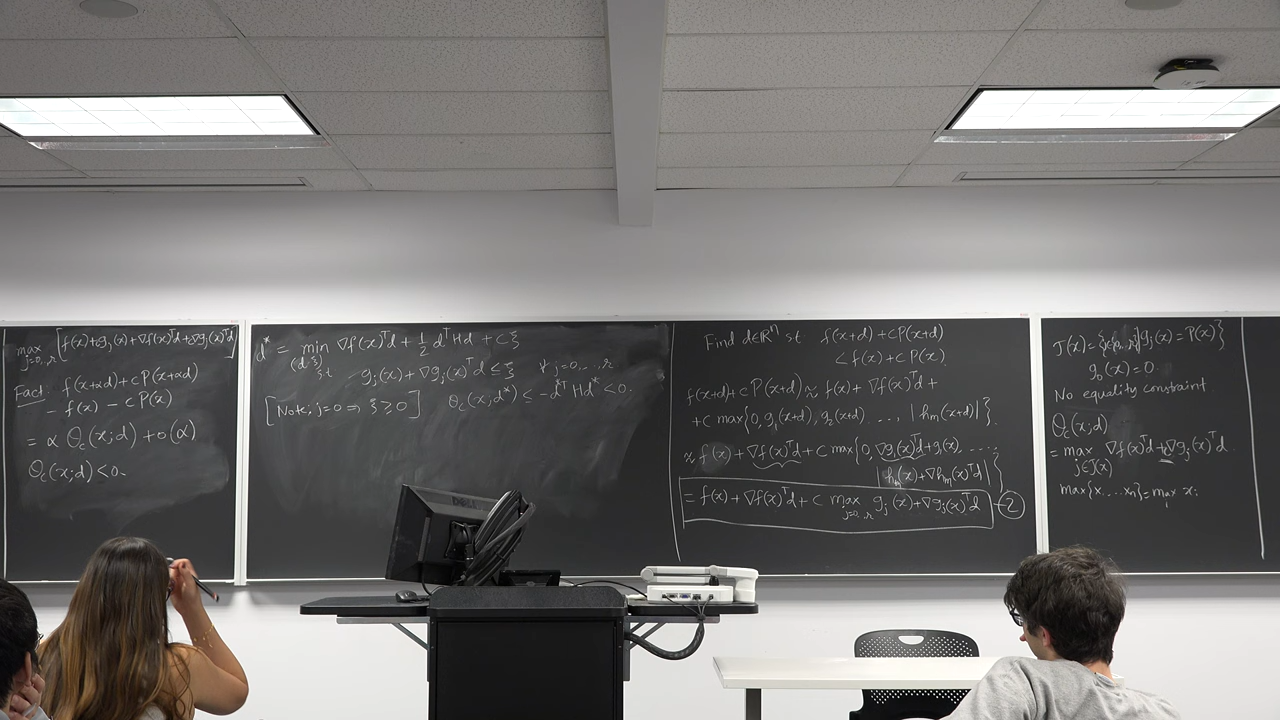 max [f(x)+g_j(x)+∇f(x)^T d+c∇g_j(x)^T d]
j=0,..,r
Fact: f(x+αd)+cP(x+αd)
- f(x) - cP(x)
= α θ_c(x;d) + o(α)
θ_c(x;d)<0.
d* = min ∇f(x)^T d + 1/2 d^T Hd + cξ
(d,ξ)
s.t. g_j(x) + ∇g_j(x)^T d ≤ ξ ∀ j=0,..,r
[Note: j=0 ⇒ ξ≥0] θ_c(x;d*) ≤ -d*^T Hd* <0.
Find d∈R^n st f(x+d)+cP(x+d)
< f(x)+cP(x).
f(x+d)+cP(x+d) ≈ f(x)+∇f(x)^T d +
+c max{0, g_1(x+d), g_2(x+d) ..., |h_m(x+d)|}.
≈ f(x)+∇f(x)^T d + c max{0, ∇g_1(x)^T d+g_1(x), ....,
|h_m(x)+∇h_m(x)^T d|}
= f(x)+∇f(x)^T d + c max g_j(x)+∇g_j(x)^T d - 2
j=0,..,r
J(x)={j∈{0,..,r}|g_j(x)=P(x)}
g_0(x)=0.
No equality constraint.
θ_c(x;d)
= max ∇f(x)^T d+c∇g_j(x)^T d.
j∈J(x)
max{x_1...x_n}=max x_i
i